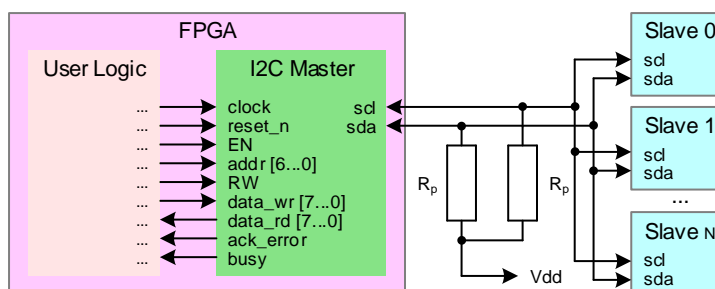 FPGA
User Logic
I2C Master
... clock
... reset_n
... EN
... addr [6...0]
... RW
... data_wr [7...0]
... data_rd [7...0]
... ack_error
... busy
scl
sda
Rp
Rp
Vdd
Slave 0
scl
sda
Slave 1
scl
sda
...
Slave N
scl
sda